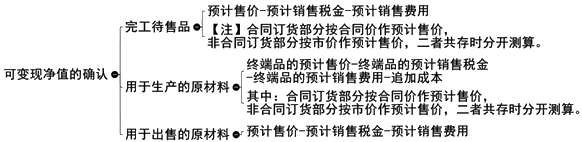 预计售价-预计销售税金-预计销售费用
完工待售品
【注】合同订货部分按合同价作预计售价,
非合同订货部分按市价作预计售价，二者共存时分开测算。
可变现净值的确认
终端品的预计售价-终端品的预计销售税金
-终端品的预计销售费用-追加成本
用于生产的原材料
其中：合同订货部分按合同价作预计售价，
非合同订货部分按市价作预计售价，二者共存时分开测算。
用于出售的原材料
预计售价-预计销售税金-预计销售费用